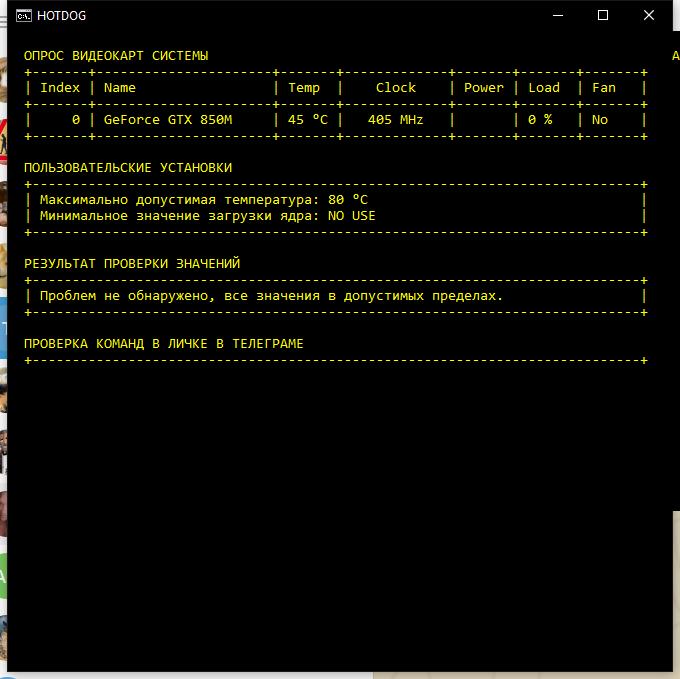 HOTDOG
ОПРОС ВИДЕОКАРТ СИСТЕМЫ
Index | Name | Temp | Clock | Power | Load | Fan
0 | GeForce GTX 850M | 45 ºC | 405 MHz | | 0 % | No
ПОЛЬЗОВАТЕЛЬСКИЕ УСТАНОВКИ
Максимально допустимая температура: 80 ºC
Минимальное значение загрузки ядра: NO USE
РЕЗУЛЬТАТ ПРОВЕРКИ ЗНАЧЕНИЙ
Проблем не обнаружено, все значения в допустимых пределах.
ПРОВЕРКА КОМАНД В ЛИЧКЕ В ТЕЛЕГРАМЕ